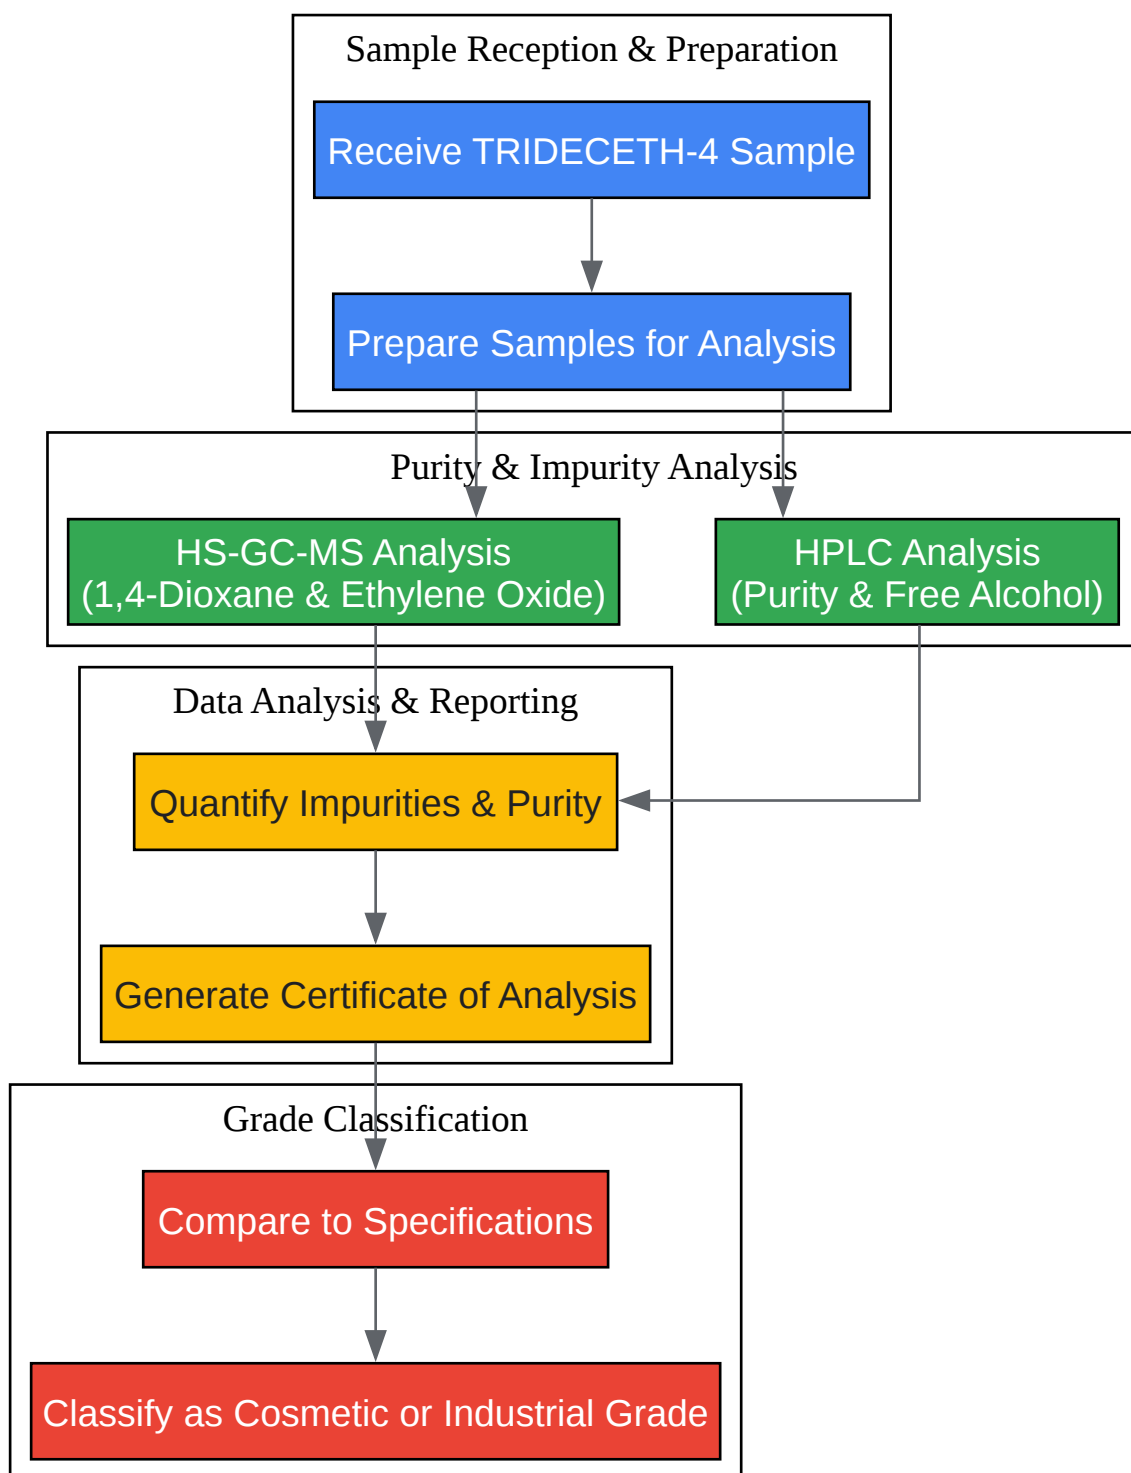 Sample Reception & Preparation
Receive TRIDECETH-4 Sample
Prepare Samples for Analysis
Purity & Impurity Analysis
HS-GC-MS Analysis
(1,4-Dioxane & Ethylene Oxide)
HPLC Analysis
(Purity & Free Alcohol)
Data Analysis & Reporting
Quantify Impurities & Purity
Generate Certificate of Analysis
Grade Classification
Compare to Specifications
Classify as Cosmetic or Industrial Grade